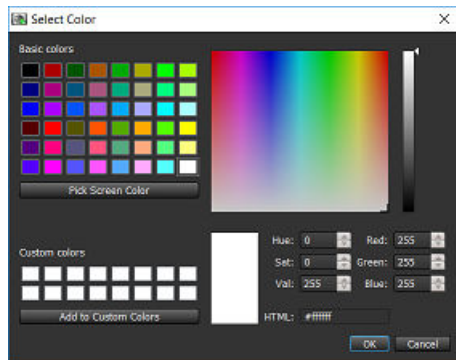 Select Color
Basic colors
Pick Screen Color
Custom colors
Add to Custom Colors
Hue: 0 Red: 255
Sat: 0 Green: 255
Val: 255 Blue: 255
HTML: #ffffff
OK Cancel